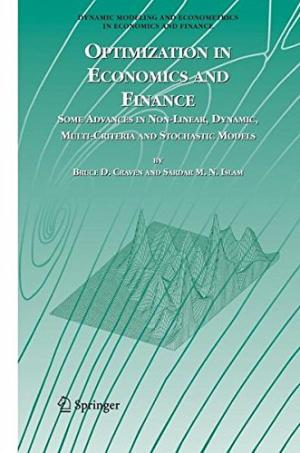 DYNAMIC MODELING AND ECONOMETRICS
IN ECONOMICS AND FINANCE
OPTIMIZATION IN
ECONOMICS AND
FINANCE
SOME ADVANCES IN NON-LINEAR, DYNAMIC,
MULTI-CRITERIA AND STOCHASTIC MODELS
BY
BRUCE D. CRAVEN AND SARDAR M. N. ISLAM
Springer